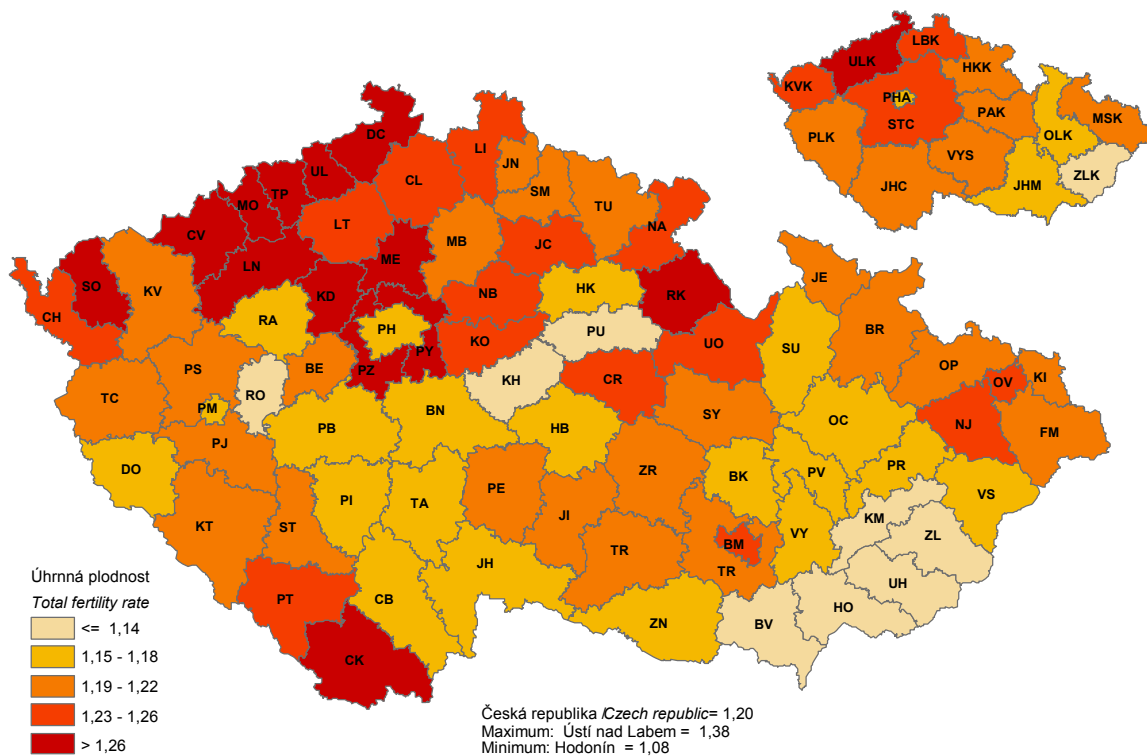 LBK
ULK
HKK
KVK
PHA
PAK
MSK
STC
OLK
PLK
VYS
ZLK
JHC
JHM
DC
LI
JN
UL
CL
SM
TP
MO
LT
TU
NA
CV
MB
JC
ME
LN
SO
KV
KD
NB
HK
RK
JE
CH
RA
PH
PU
BR
PY
KO
UO
SU
PS
BE
PZ
OP
KI
OV
TC
RO
KH
CR
PM
BN
SY
OC
NJ
FM
PJ
PB
HB
DO
ZR
BK
PV
PR
VS
PE
PI
TA
KM
KT
ST
JI
BM
VY
ZL
TR
TR
JH
UH
PT
CB
HO
ZN
BV
CK
Úhrnná plodnost
Total fertility rate
<= 1,14
1,15 - 1,18
1,19 - 1,22
1,23 - 1,26
> 1,26
Česká republika /Czech republic= 1,20
Maximum: Ústí nad Labem = 1,38
Minimum: Hodonín = 1,08